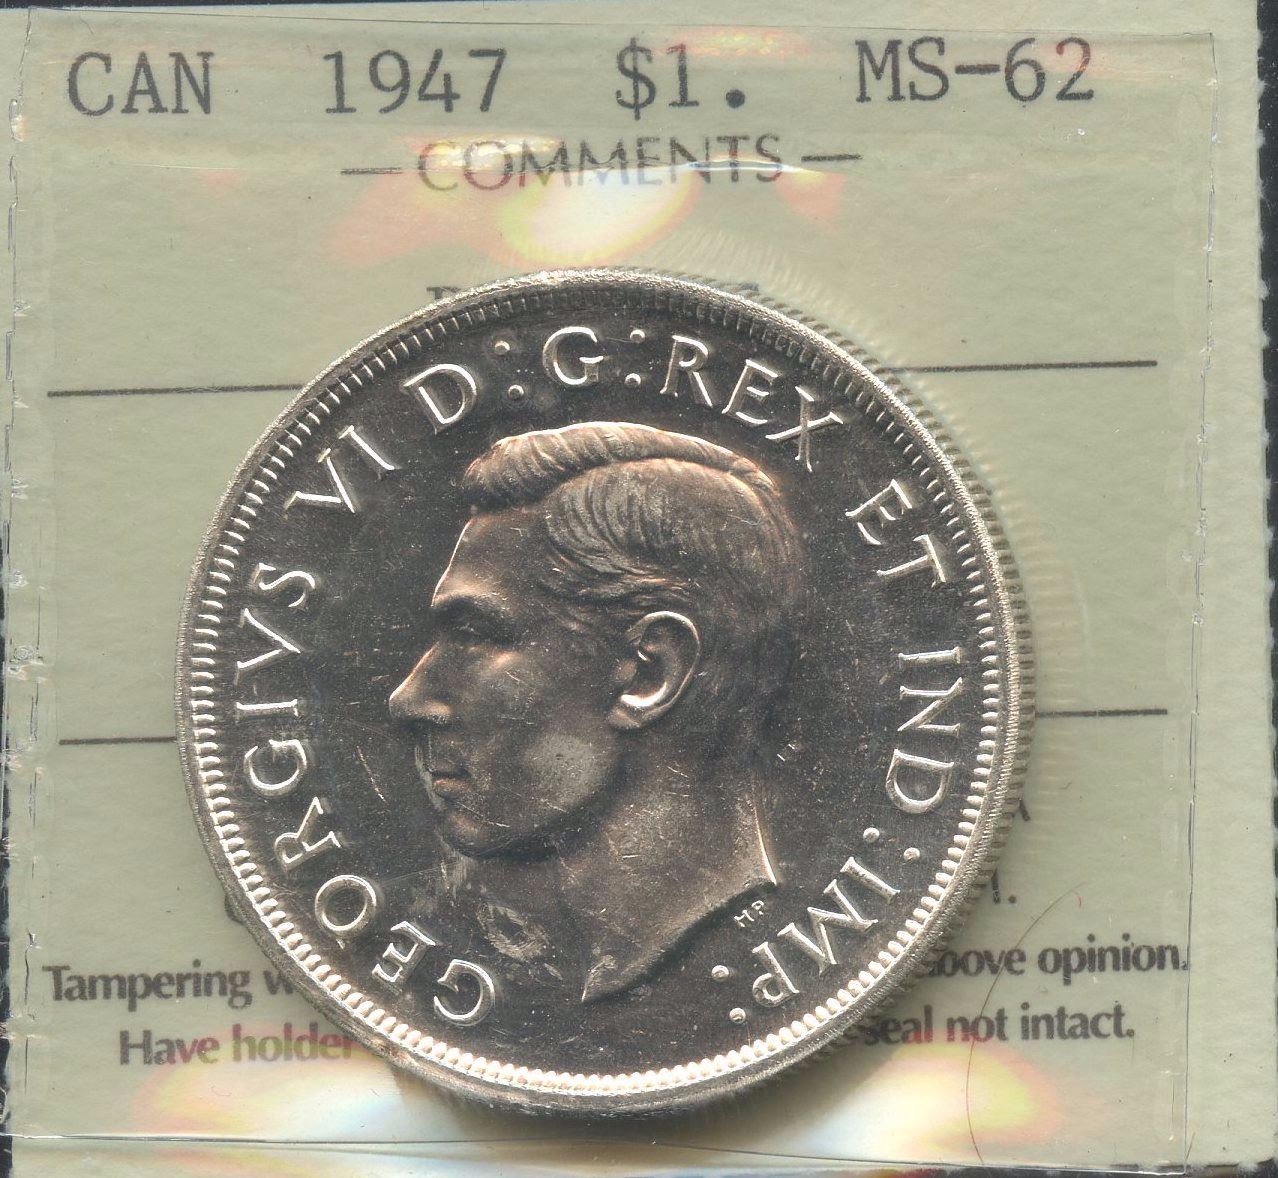 CAN 1947 $1. MS-62
— COMMENTS —
GEORGIVS VI D:G:REX ET IND:IMP:
HP
Tampering
above opinion.
Have holder
seal not intact.